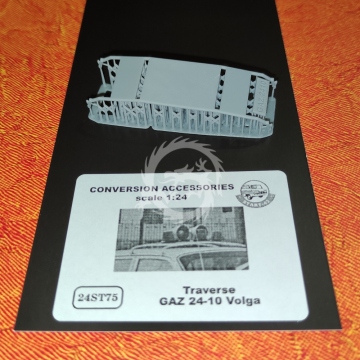 CONVERSION ACCESSORIES
scale 1:24
24ST75
Traverse
GAZ 24-10 Volga